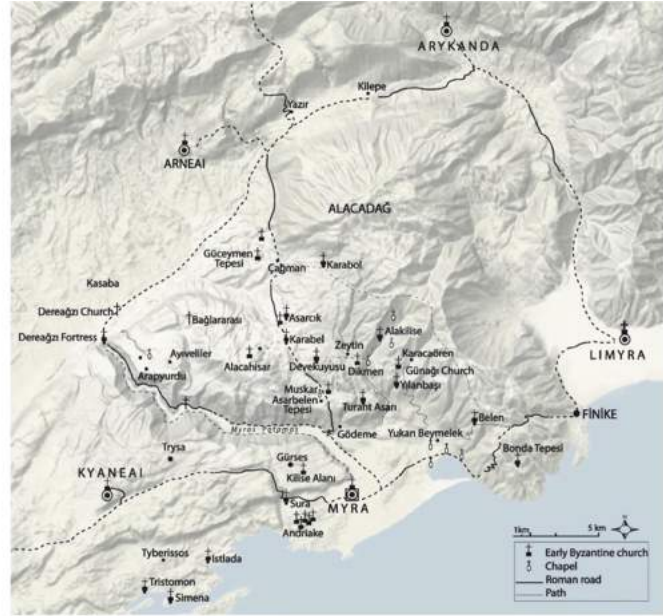 ARYKANDA
Kilepe
Yazır
ARNEAI
ALACADAĞ
Güceymen
Tepesi
Çağman
Karabol
Kasaba
Dereağzı Church
Bağlararası
Asarcık
Alakilise
Dereağzı Fortress
Karabel
Zeytin
LIMYRA
Ayıveliler
Alacahisar
Devekuyusu
Dikmen
Karacaören
Günağı Church
Arapyurdu
Yılanbaşı
Muskar
Asarbelen
Tepesi
Turant Asarı
FİNİKE
Belen
Myros Potamos
Gödeme
Yukarı Beymelek
Trysa
Bonda Tepesi
Gürses
KYANEAI
Kilise Alanı
Sura
MYRA
Andriake
1km
5 km
N
Tyberissos
Istlada
Early Byzantine church
Chapel
Tristomon
Roman road
Simena
Path